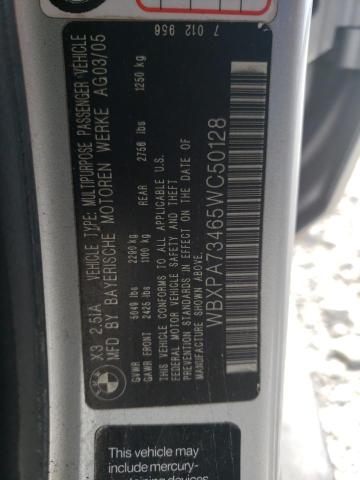 X3 2.5IA VEHICLE TYPE: MULTIPURPOSE PASSENGER VEHICLE
MFD BY BAYERISCHE MOTOREN WERKE AG 03/05
GVWR 5049 lbs 2290 kg
GAWR FRONT 2425 lbs 1100 kg REAR 2756 lbs 1250 kg
THIS VEHICLE CONFORMS TO ALL APPLICABLE U.S.
FEDERAL MOTOR VEHICLE SAFETY AND THEFT
PREVENTION STANDARDS IN EFFECT ON THE DATE OF
MANUFACTURE SHOWN ABOVE.
WBXPA73465WC50128
7 012 956
This vehicle may
include mercury-